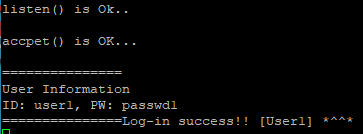 listen() is Ok..
accpet() is OK...
===============
User Information
ID: user1, PW: passwd1
===============Log-in success!! [User1] *^^*